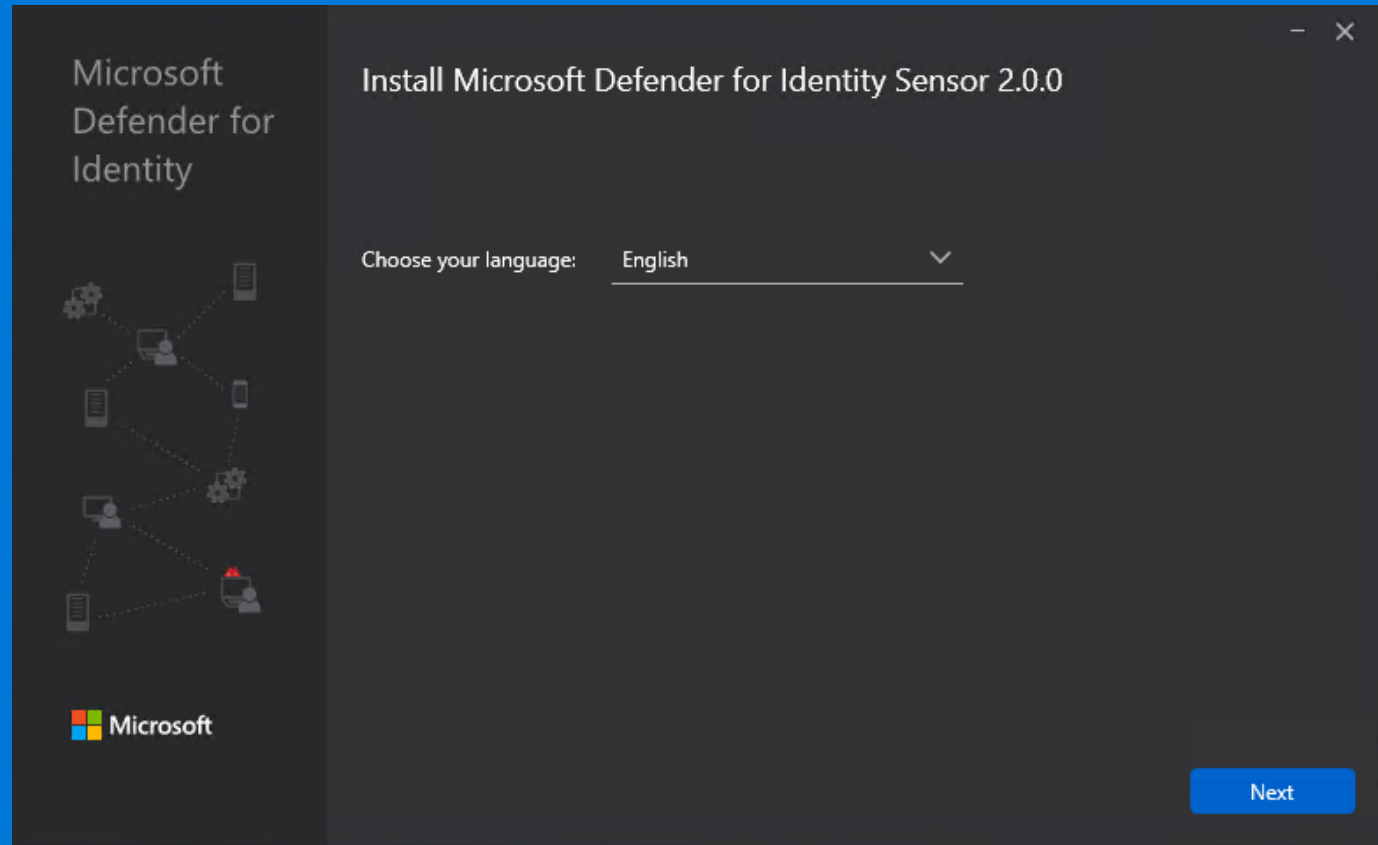 Microsoft
Defender for
Identity
Install Microsoft Defender for Identity Sensor 2.0.0
Choose your language:
English
Microsoft
Next